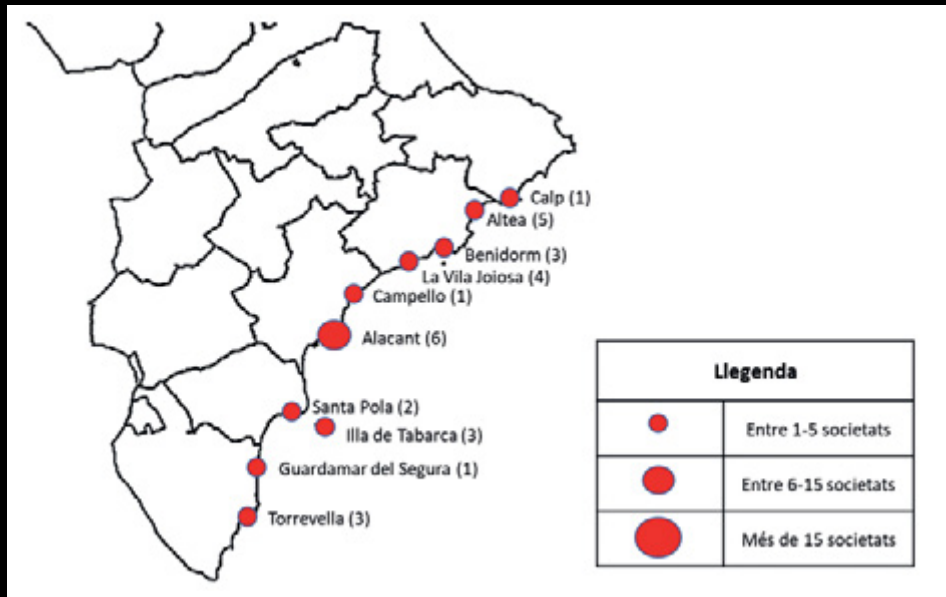 Calp (1)
Altea (5)
Benidorm (3)
La Vila Joiosa (4)
Campello (1)
Alacant (6)
Santa Pola (2)
Illa de Tabarca (3)
Guardamar del Segura (1)
Torrevella (3)
Llegenda
Entre 1-5 societats
Entre 6-15 societats
Més de 15 societats